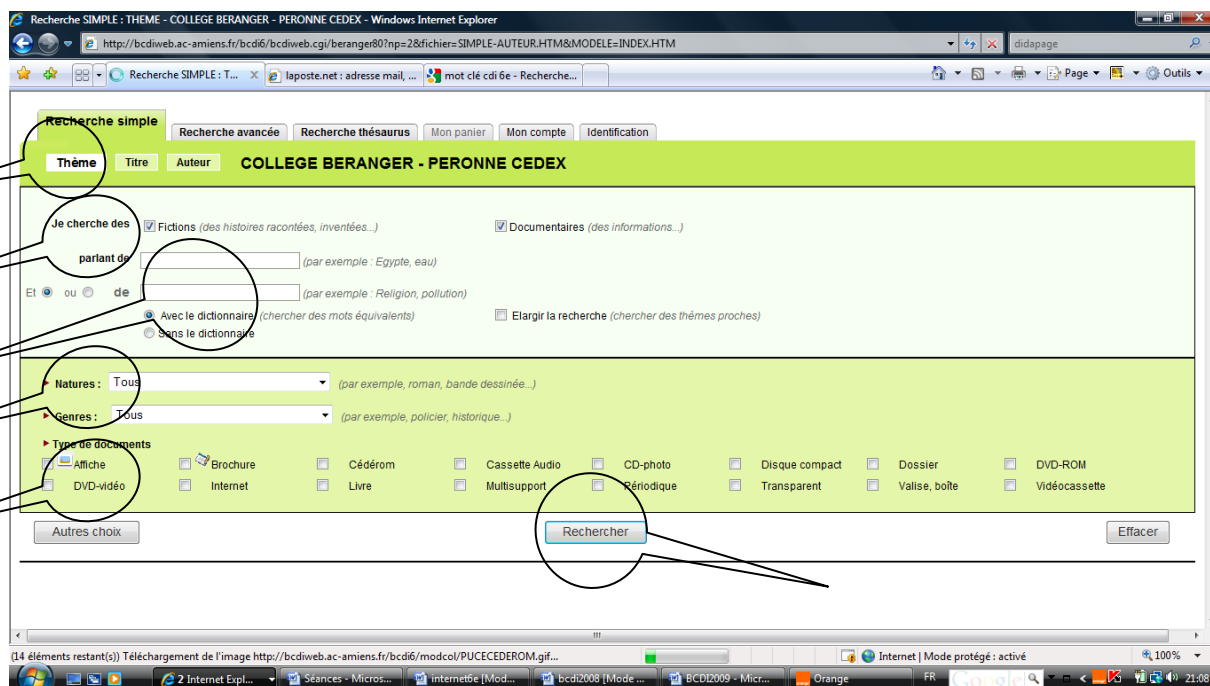 Recherche SIMPLE : THEME - COLLEGE BERANGER - PERONNE CEDEX - Windows Internet Explorer
http://bcdiweb.ac-amiens.fr/bcdi6/bcdiweb.cgi/beranger80?np=2&fichier=SIMPLE-AUTEUR.HTM&MODELE=INDEX.HTM didapage
Recherche SIMPLE : T... laposte.net : adresse mail, ... mot clé cdi 6e - Recherche... Page Outils
Recherche simple Recherche avancée Recherche thésaurus Mon panier Mon compte Identification
Thème Titre Auteur COLLEGE BERANGER - PERONNE CEDEX
Je cherche des Fictions (des histoires racontées, inventées...) Documentaires (des informations...)
parlant de (par exemple : Egypte, eau)
Et ou de (par exemple : Religion, pollution)
Avec le dictionnaire (chercher des mots équivalents) Elargir la recherche (chercher des thèmes proches)
Sans le dictionnaire
Natures : Tous (par exemple, roman, bande dessinée...)
Genres : Tous (par exemple, policier, historique...)
Type de documents
Affiche Brochure Cédérom Cassette Audio CD-photo Disque compact Dossier DVD-ROM
DVD-vidéo Internet Livre Multisupport Périodique Transparent Valise, boîte Vidéocassette
Autres choix Rechercher Effacer
(14 éléments restant(s)) Téléchargement de l'image http://bcdiweb.ac-amiens.fr/bcdi6/modcol/PUCECEDEROM.gif... Internet | Mode protégé : activé 100%
2 Internet Expl... Séances - Micros... internet6e [Mod... bcdi2008 [Mode ... BCDI2009 - Micr... Orange FR Google 21:08